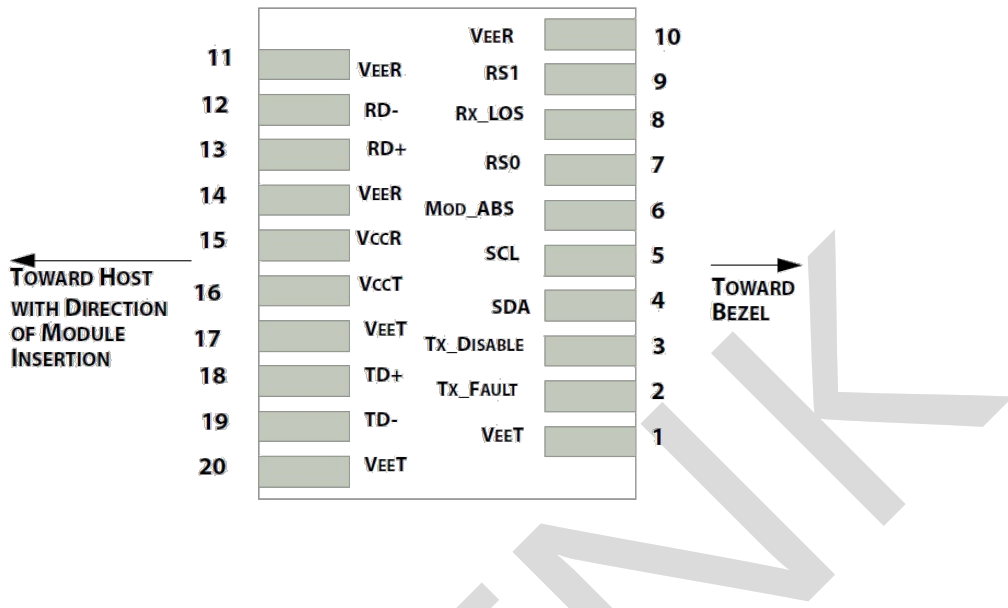 VEER 10
11 VEER
RS1 9
12 RD-
RX_LOS 8
13 RD+
RS0 7
14 VEER
MOD_ABS 6
15 VCCR
SCL 5
TOWARD HOST
WITH DIRECTION
OF MODULE
INSERTION
TOWARD
BEZEL
16 VCCT
SDA 4
17 VEET
TX_DISABLE 3
18 TD+
TX_FAULT 2
19 TD-
VEET 1
20 VEET